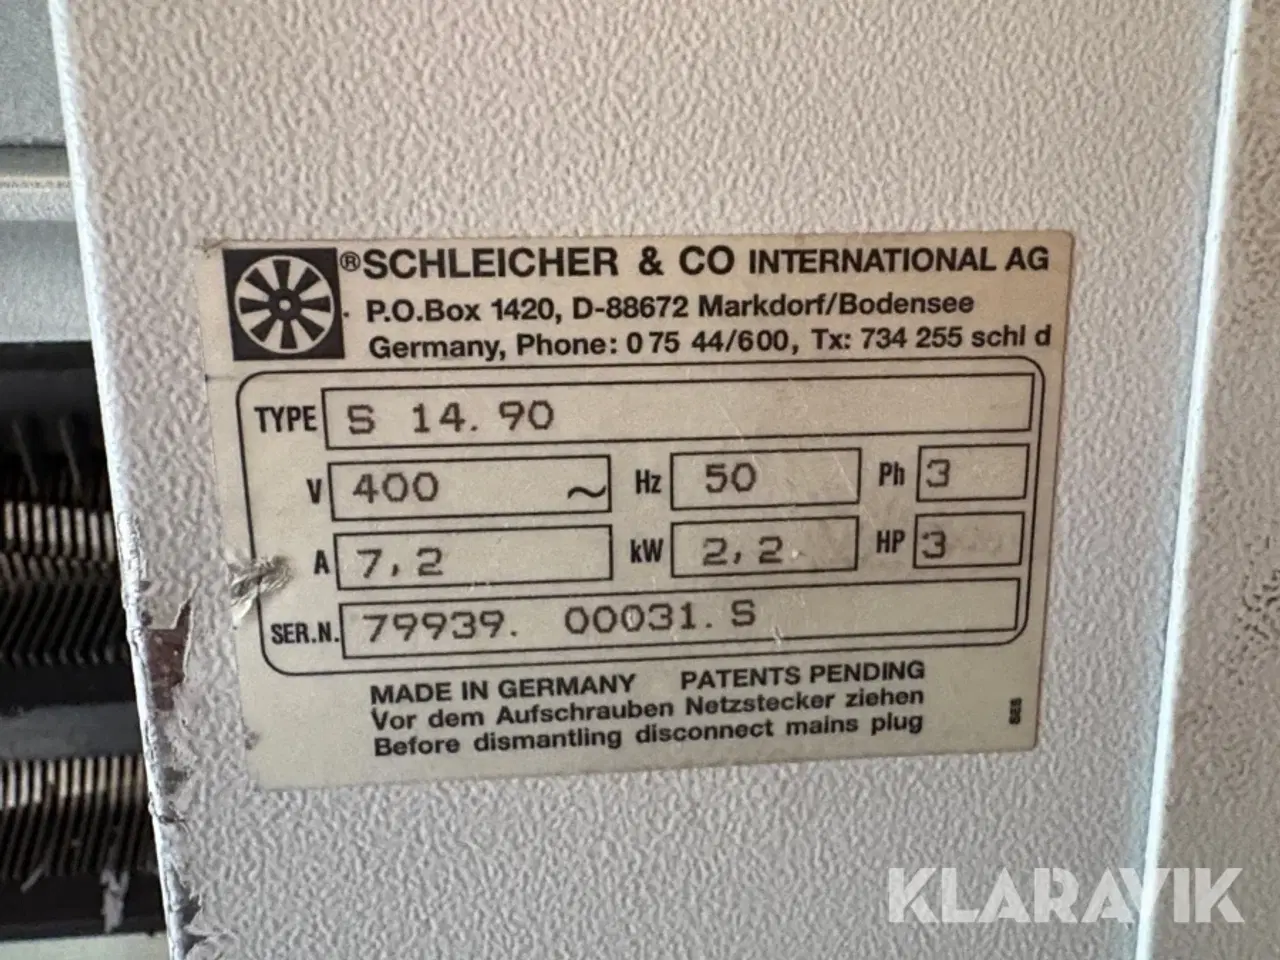 ®SCHLEICHER & CO INTERNATIONAL AG
P.O.Box 1420, D-88672 Markdorf/Bodensee
Germany, Phone: 0 75 44/600, Tx: 734 255 schl d
TYPE S 14.90
V 400 ~ Hz 50 Ph 3
A 7,2 kW 2,2 HP 3
SER.N. 79939. 00031.S
MADE IN GERMANY PATENTS PENDING
Vor dem Aufschrauben Netzstecker ziehen
Before dismantling disconnect mains plug
KLARAVIK